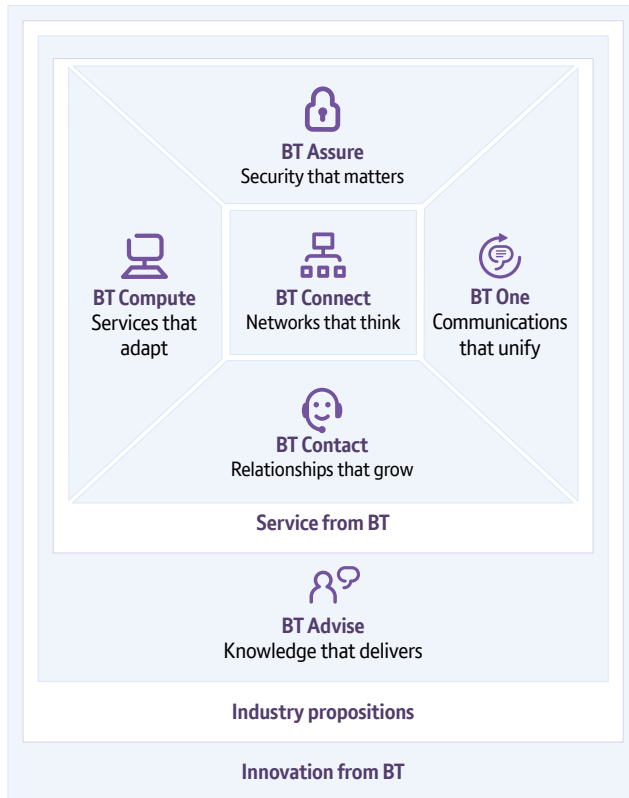 BT Assure
Security that matters
BT Compute
Services that
adapt
BT Connect
Networks that think
BT One
Communications
that unify
BT Contact
Relationships that grow
Service from BT
BT Advise
Knowledge that delivers
Industry propositions
Innovation from BT